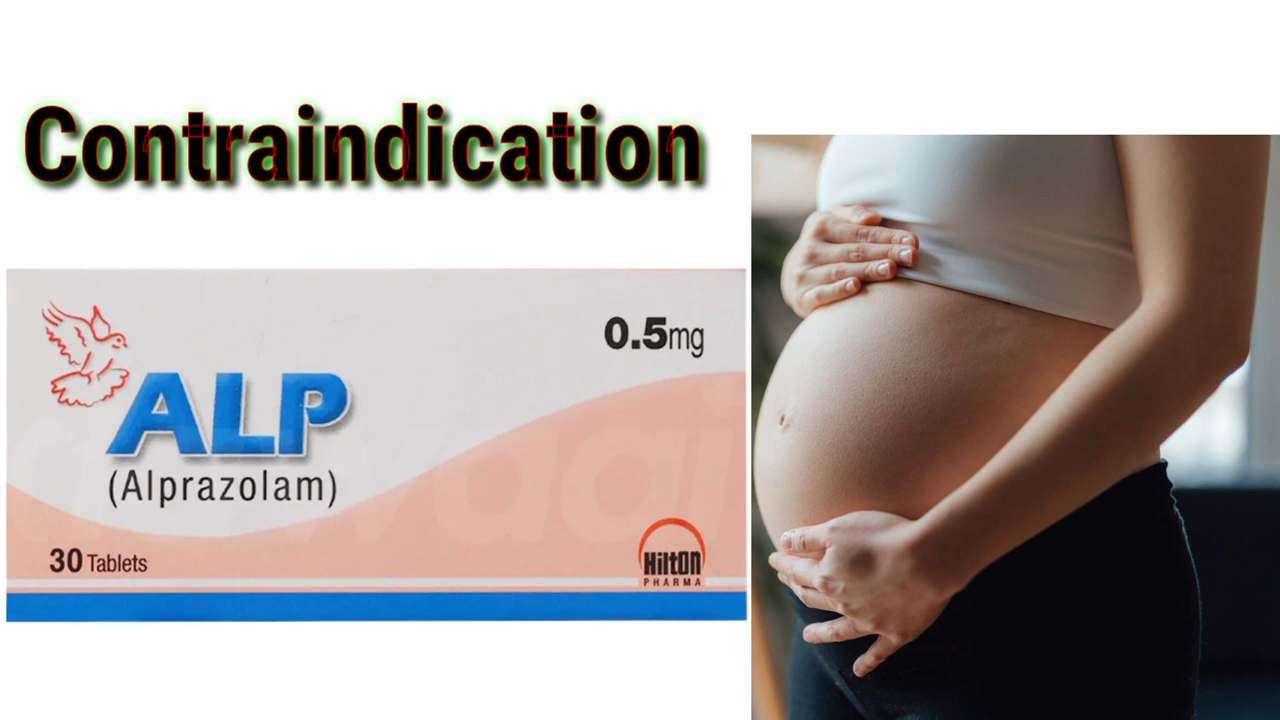 Contraindication
0.5mg
ALP
(Alprazolam)
30 Tablets
Hilton
PHARMA